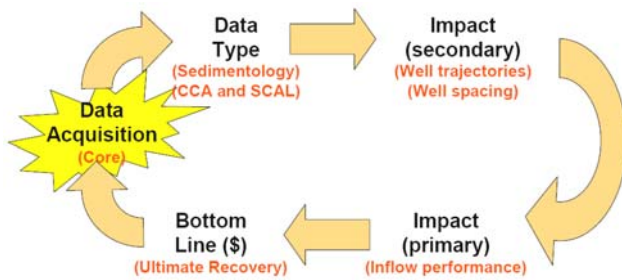 Data
Type
(Sedimentology)
(CCA and SCAL)
Impact
(secondary)
(Well trajectories)
(Well spacing)
Data
Acquisition
(Core)
Bottom
Line ($)
(Ultimate Recovery)
Impact
(primary)
(Inflow performance)